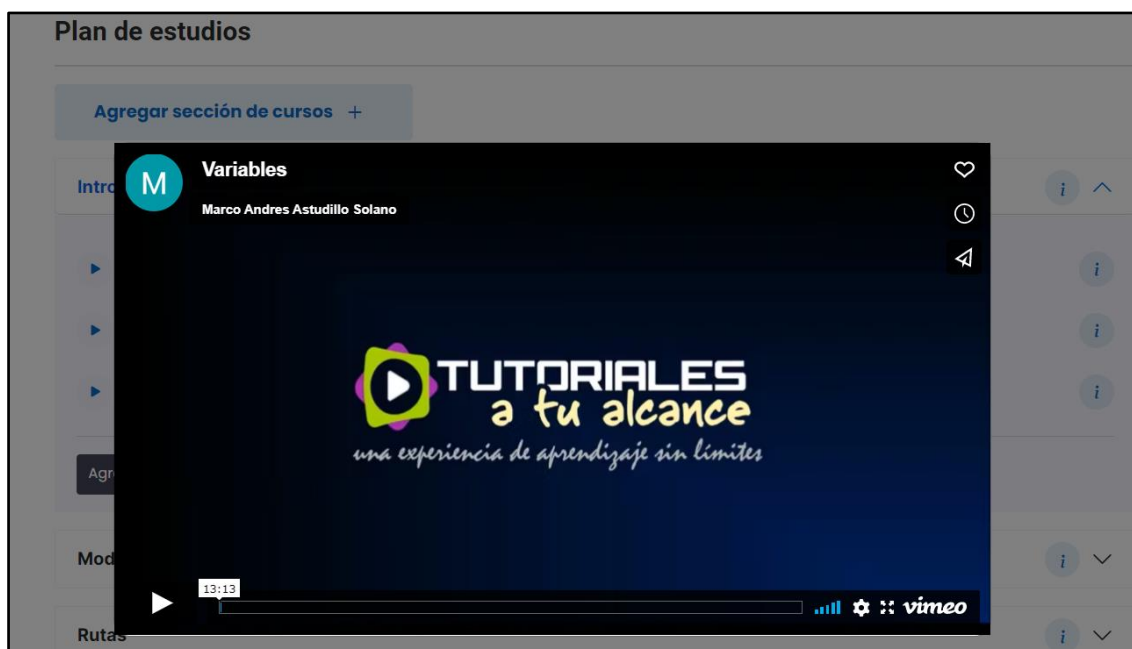 Plan de estudios
Agregar sección de cursos +
Intro
M
Variables
Marco Andres Astudillo Solano
i
i
i
i
TUTORIALES
a tu alcance
una experiencia de aprendizaje sin límites
Agr
Mod
i
13:13
vimeo
Rutas
i